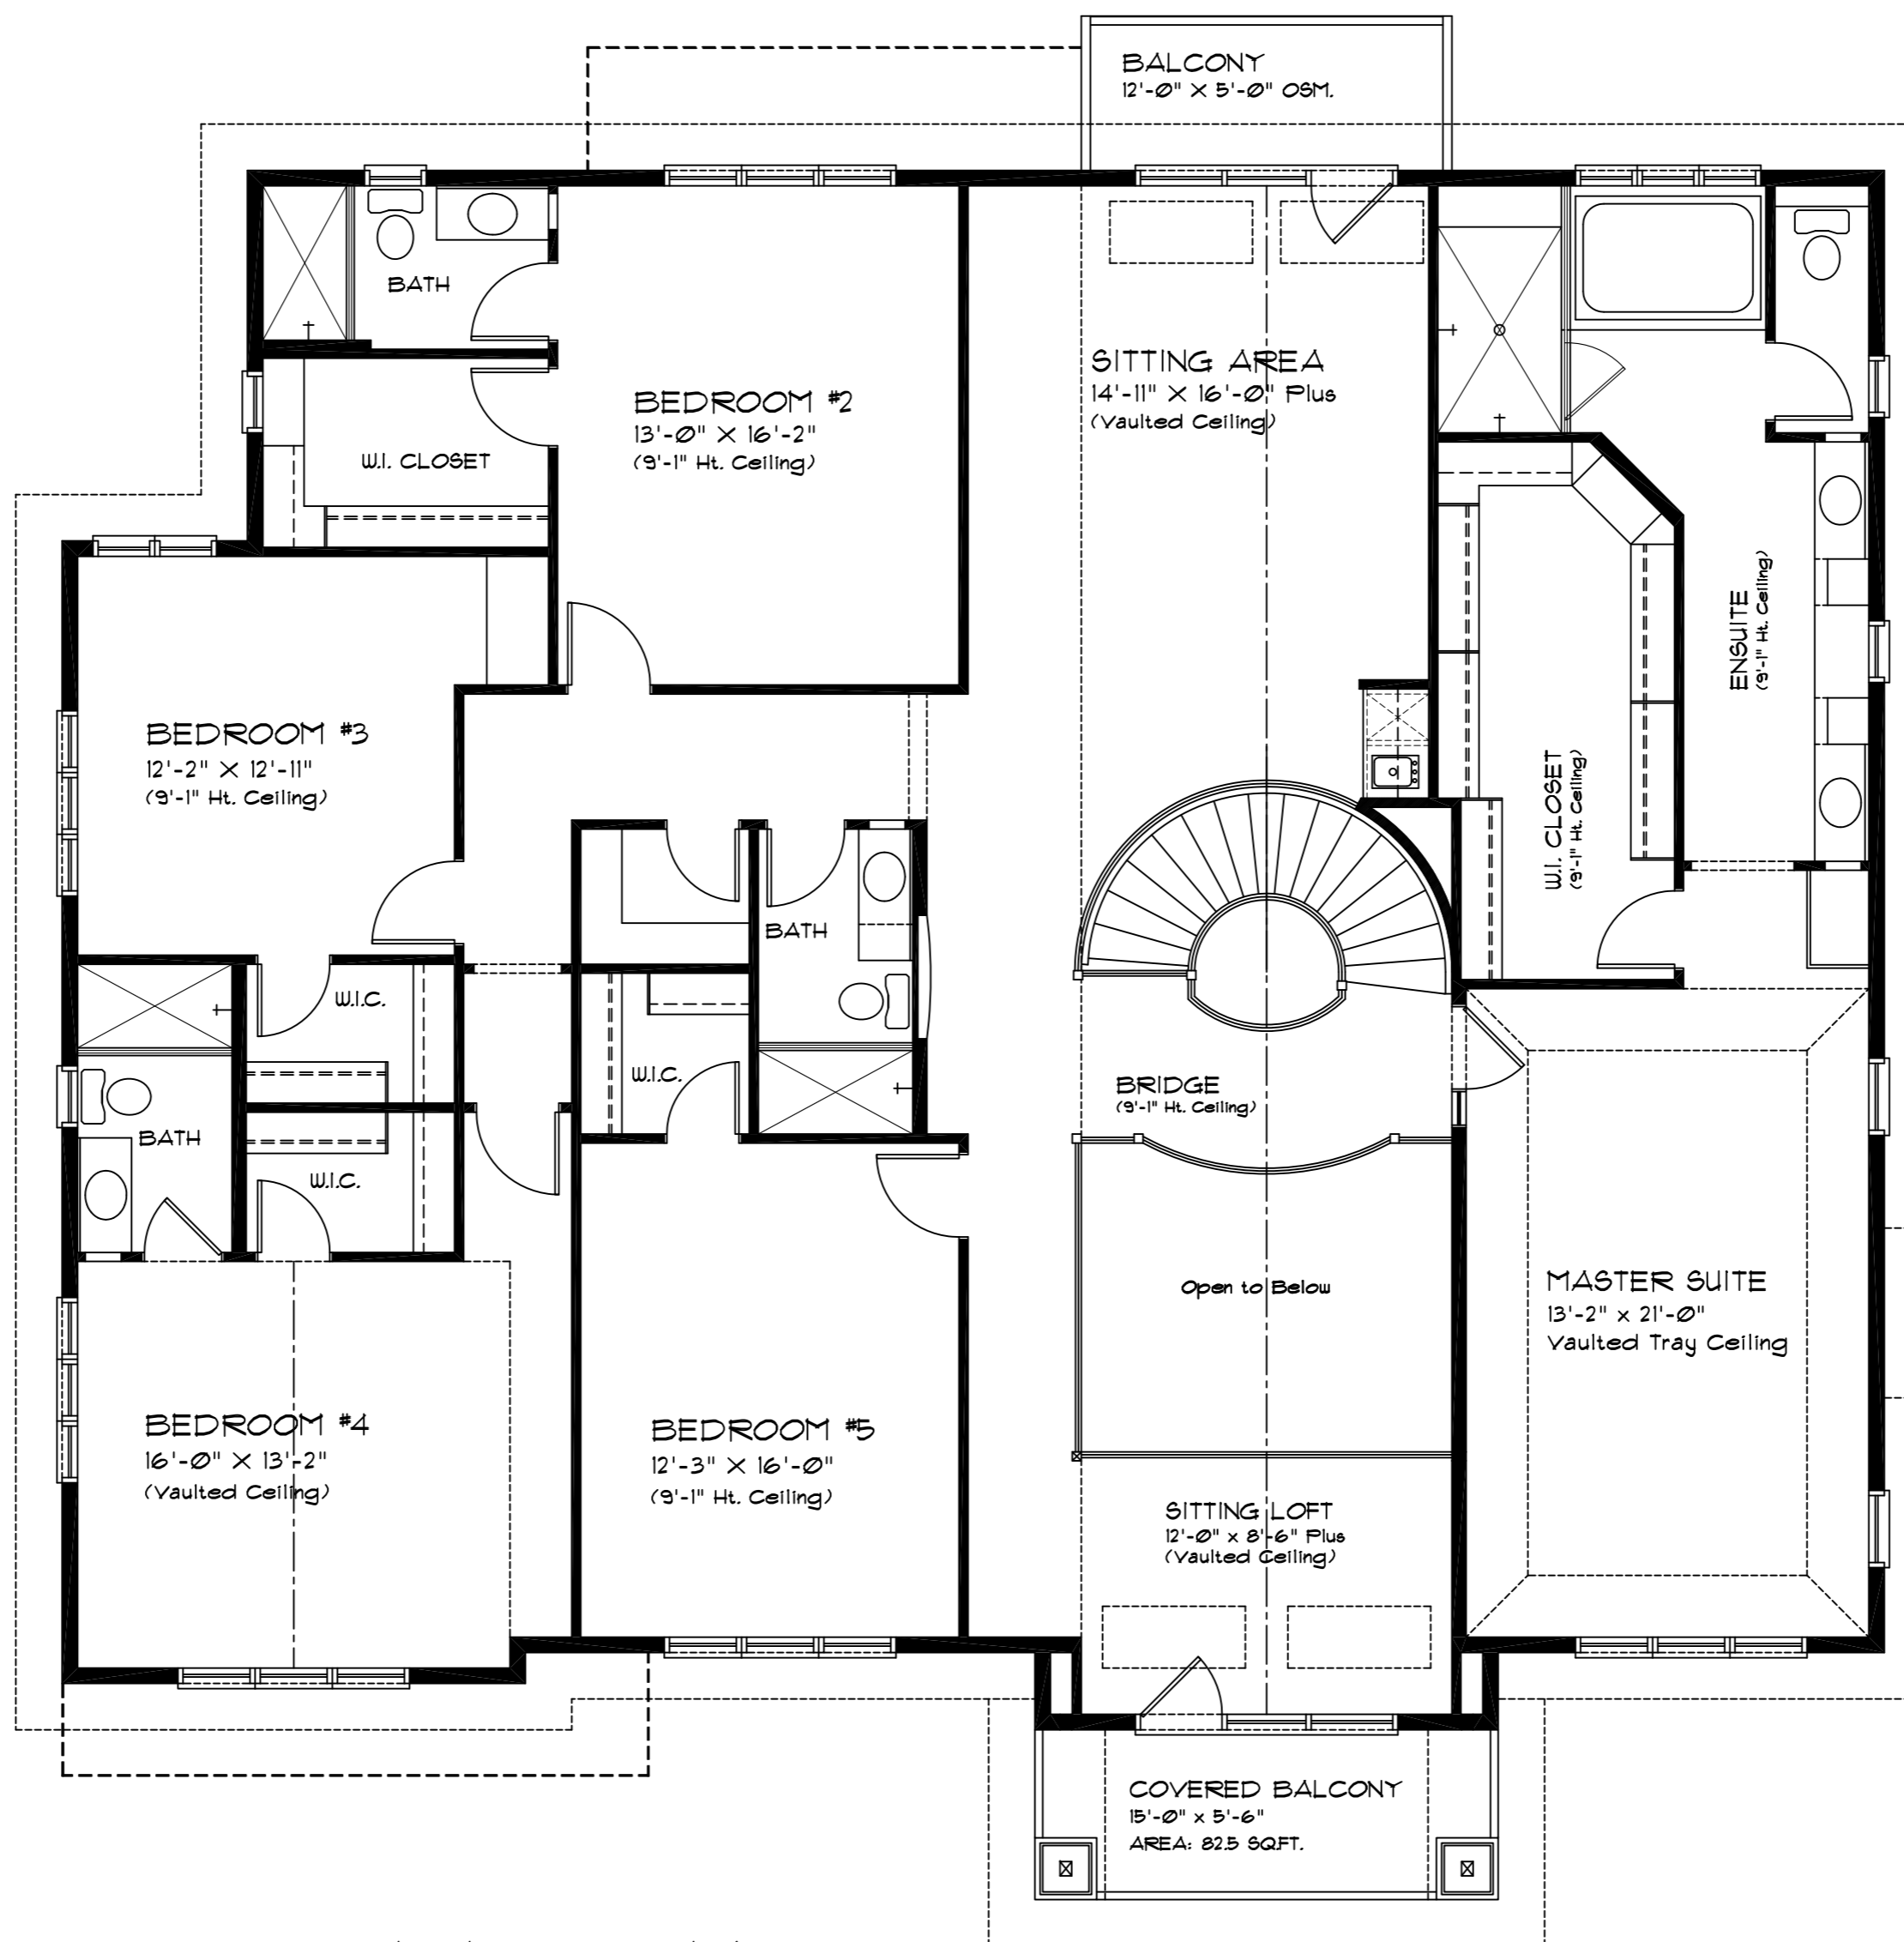 BALCONY
12'-0" X 5'-0" OSM.
BATH
BEDROOM #2
13'-0" X 16'-2"
(9'-1" Ht. Ceiling)
W.I. CLOSET
SITTING AREA
14'-11" X 16'-0" Plus
(Vaulted Ceiling)
ENSUITE
(9'-1" Ht. Ceiling)
W.I. CLOSET
(9'-1" Ht. Ceiling)
BEDROOM #3
12'-2" X 12'-11"
(9'-1" Ht. Ceiling)
BATH
W.I.C.
W.I.C.
BATH
W.I.C.
BRIDGE
(9'-1" Ht. Ceiling)
Open to Below
MASTER SUITE
13'-2" x 21'-0"
Vaulted Tray Ceiling
BEDROOM #4
16'-0" X 13'-2"
(Vaulted Ceiling)
BEDROOM #5
12'-3" X 16'-0"
(9'-1" Ht. Ceiling)
SITTING LOFT
12'-0" x 8'-6" Plus
(Vaulted Ceiling)
COVERED BALCONY
15'-0" x 5'-6"
AREA: 82.5 SQ.FT.